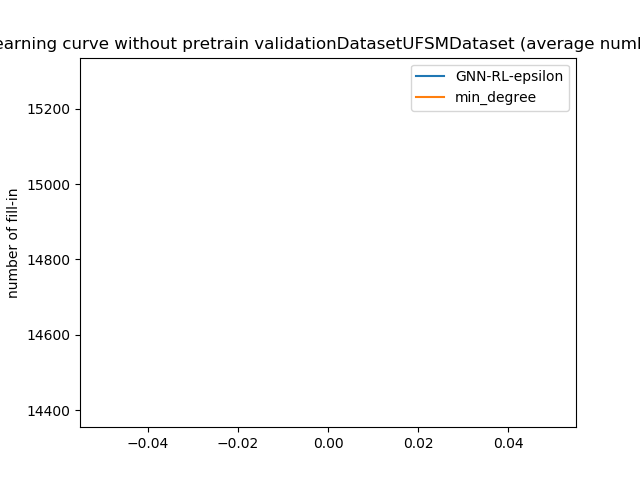 earning curve without pretrain validationDatasetUFSMDataset (average num
GNN-RL-epsilon
min_degree
number of fill-in
15200
15000
14800
14600
14400
−0.04
−0.02
0.00
0.02
0.04